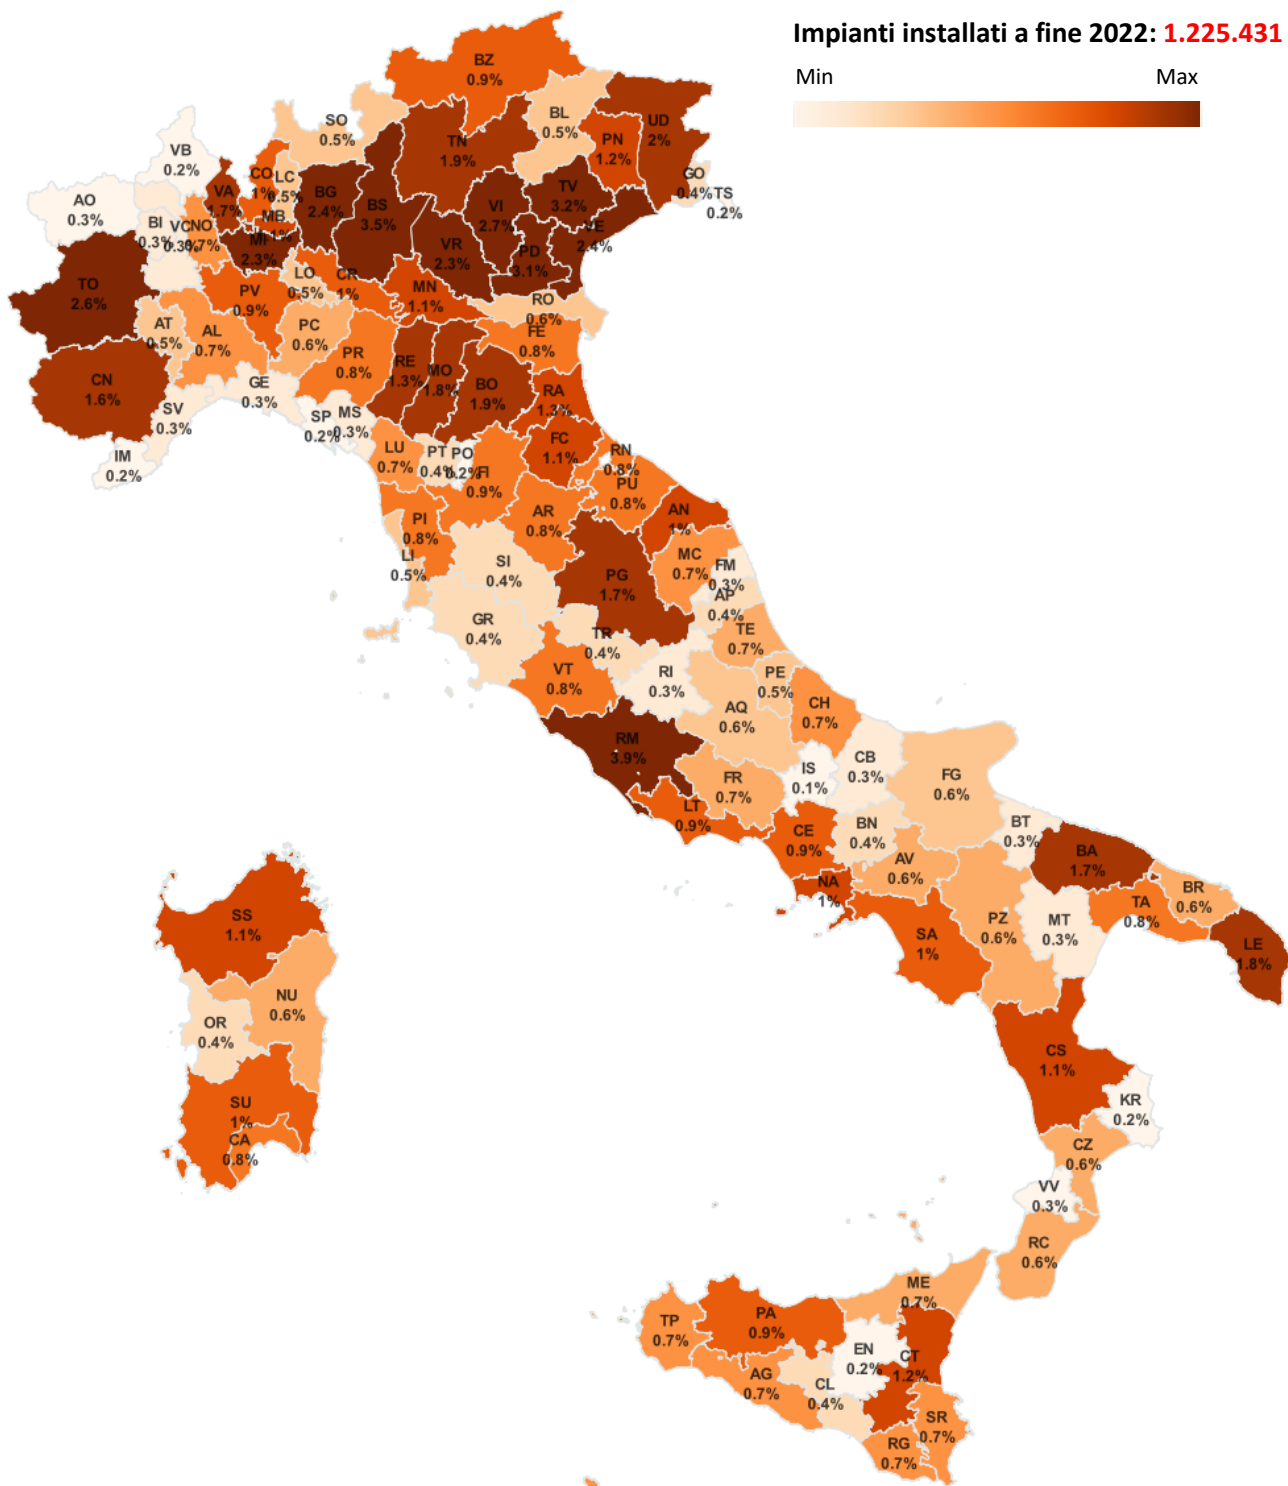 Impianti installati a fine 2022: 1.225.431
Min
Max
BZ
0.9%
SO
0.5%
BL
0.5%
UD
2%
TN
1.9%
PN
1.2%
VB
0.2%
CO
1%
LC
0.5%
VA
1.7%
BG
2.4%
BS
3.5%
VI
2.7%
TV
3.2%
GO
0.4%
TS
0.2%
AO
0.3%
BI
0.3%
VC
0.3%
NO
0.7%
MB
1.1%
MI
2.3%
VR
2.3%
PD
3.1%
VE
2.4%
TO
2.6%
PV
0.9%
LO
0.5%
CR
1%
MN
1.1%
RO
0.6%
AT
0.5%
AL
0.7%
PC
0.6%
PR
0.8%
RE
1.3%
MO
1.8%
BO
1.9%
FE
0.8%
CN
1.6%
GE
0.3%
SV
0.3%
SP
0.2%
MS
0.3%
RA
1.3%
FC
1.1%
RN
0.8%
IM
0.2%
LU
0.7%
PT
0.4%
PO
0.2%
FI
0.9%
PU
0.8%
PI
0.8%
AR
0.8%
AN
1%
LI
0.5%
SI
0.4%
PG
1.7%
MC
0.7%
FM
0.3%
AP
0.4%
GR
0.4%
TR
0.4%
TE
0.7%
VT
0.8%
RI
0.3%
PE
0.5%
AQ
0.6%
CH
0.7%
RM
3.9%
FR
0.7%
IS
0.1%
CB
0.3%
FG
0.6%
LT
0.9%
CE
0.9%
BN
0.4%
BT
0.3%
AV
0.6%
BA
1.7%
NA
1%
BR
0.6%
TA
0.8%
SS
1.1%
SA
1%
PZ
0.6%
MT
0.3%
LE
1.8%
NU
0.6%
OR
0.4%
CS
1.1%
SU
1%
CA
0.8%
KR
0.2%
CZ
0.6%
VV
0.3%
RC
0.6%
ME
0.7%
TP
0.7%
PA
0.9%
EN
0.2%
CT
1.2%
AG
0.7%
CL
0.4%
SR
0.7%
RG
0.7%